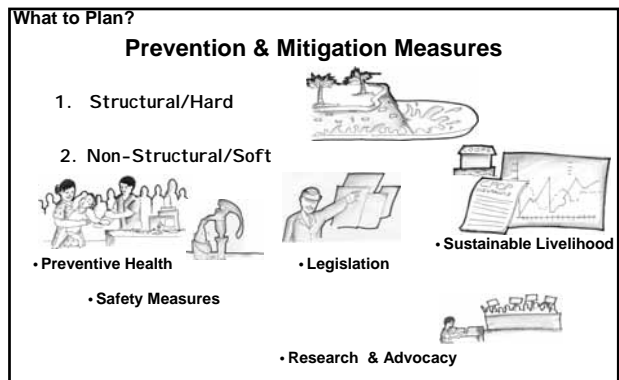 What to Plan?
Prevention & Mitigation Measures
1. Structural/Hard
2. Non-Structural/Soft
• Preventive Health
• Legislation
• Sustainable Livelihood
• Safety Measures
• Research & Advocacy